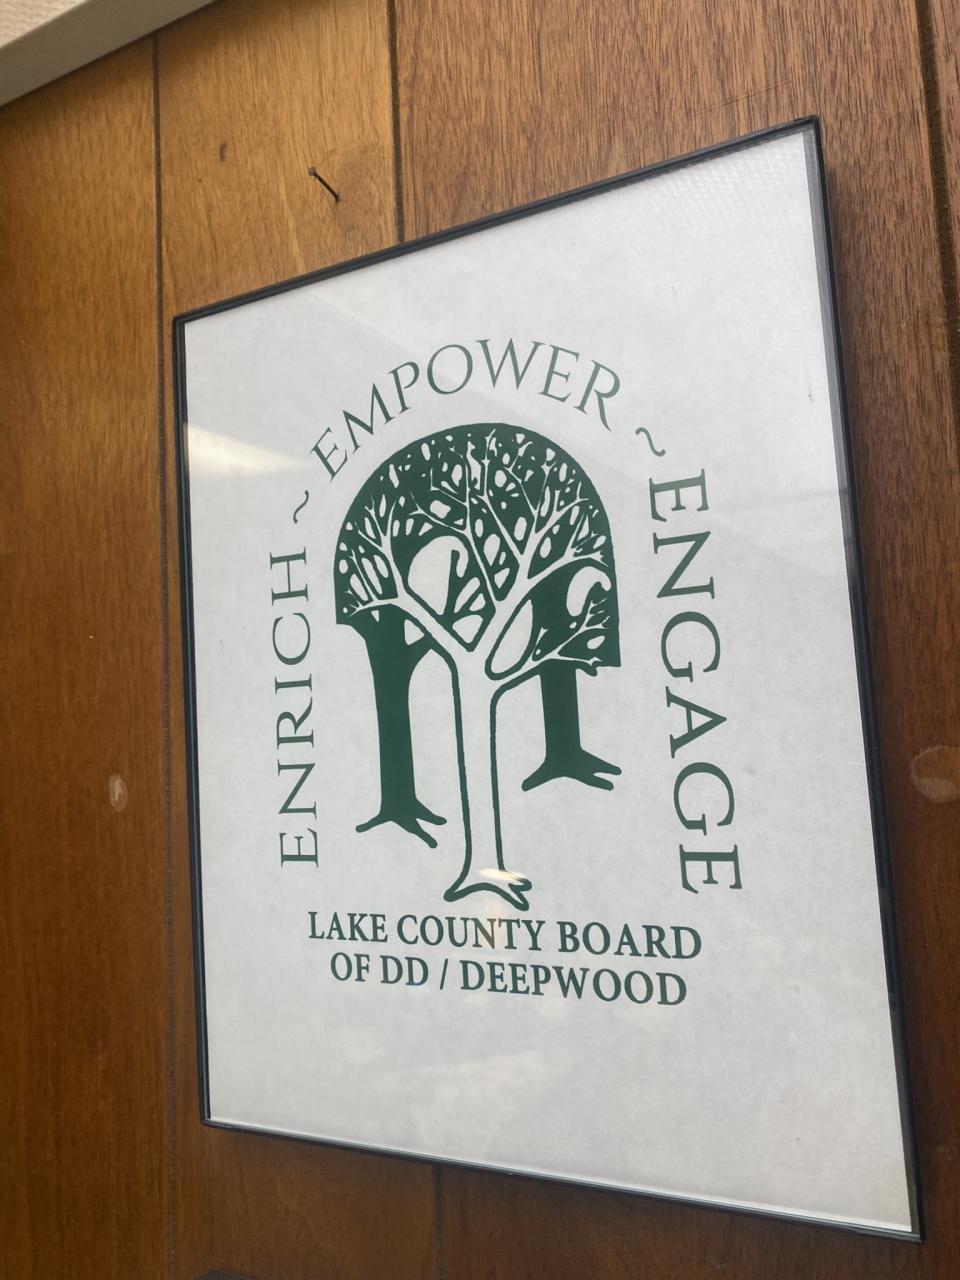 ENRICH ~ EMPOWER ~ ENGAGE
LAKE COUNTY BOARD
OF DD / DEEPWOOD